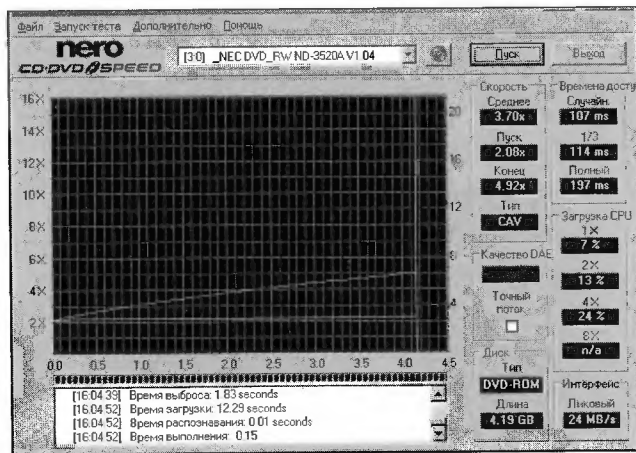 Файл Запуск теста Дополнительно Помощь
nero
CD·DVD SPEED
[3:0] _NEC DVD_RW ND-3520A V1.04
Пуск
Выход
16X
14X
12X
10X
8X
6X
4X
2X
20
16
12
8
4
0.0 0.5 1.0 1.5 2.0 2.5 3.0 3.5 4.0 4.5
Скорость
Среднее
3.70x
Пуск
2.08x
Конец
4.92x
Тип
CAV
Качество DAE
Точный
поток
Диск
Тип
DVD-ROM
Длина
4.19 GB
Времена доступа
Случайн.
107 ms
1/3
114 ms
Полный
197 ms
Загрузка CPU
1X
7 %
2X
13 %
4X
24 %
8X
n/a
Интерфейс
Пиковый
24 MB/s
[16:04:39] Время выброса: 1.83 seconds
[16:04:52] Время загрузки: 12.29 seconds
[16:04:52] Время распознавания: 0.01 seconds
[16:04:52] Время выполнения: 0:15